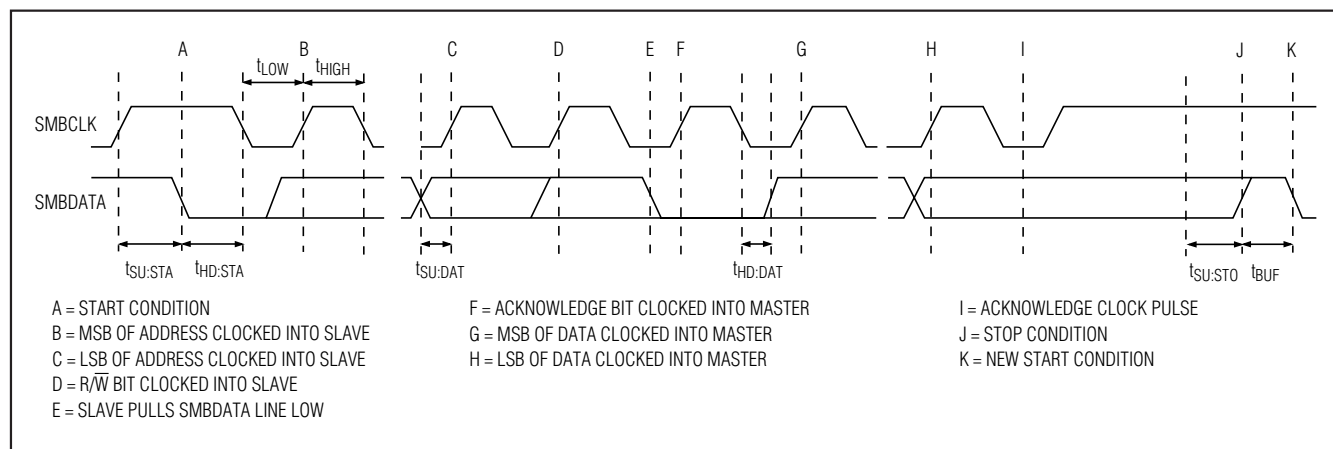 A B C D E F G H I J K
tLOW tHIGH
SMBCLK
SMBDATA
tSU:STA tHD:STA tSU:DAT tHD:DAT tSU:STO tBUF
A = START CONDITION
B = MSB OF ADDRESS CLOCKED INTO SLAVE
C = LSB OF ADDRESS CLOCKED INTO SLAVE
D = R/W̅ BIT CLOCKED INTO SLAVE
E = SLAVE PULLS SMBDATA LINE LOW
F = ACKNOWLEDGE BIT CLOCKED INTO MASTER
G = MSB OF DATA CLOCKED INTO MASTER
H = LSB OF DATA CLOCKED INTO MASTER
I = ACKNOWLEDGE CLOCK PULSE
J = STOP CONDITION
K = NEW START CONDITION